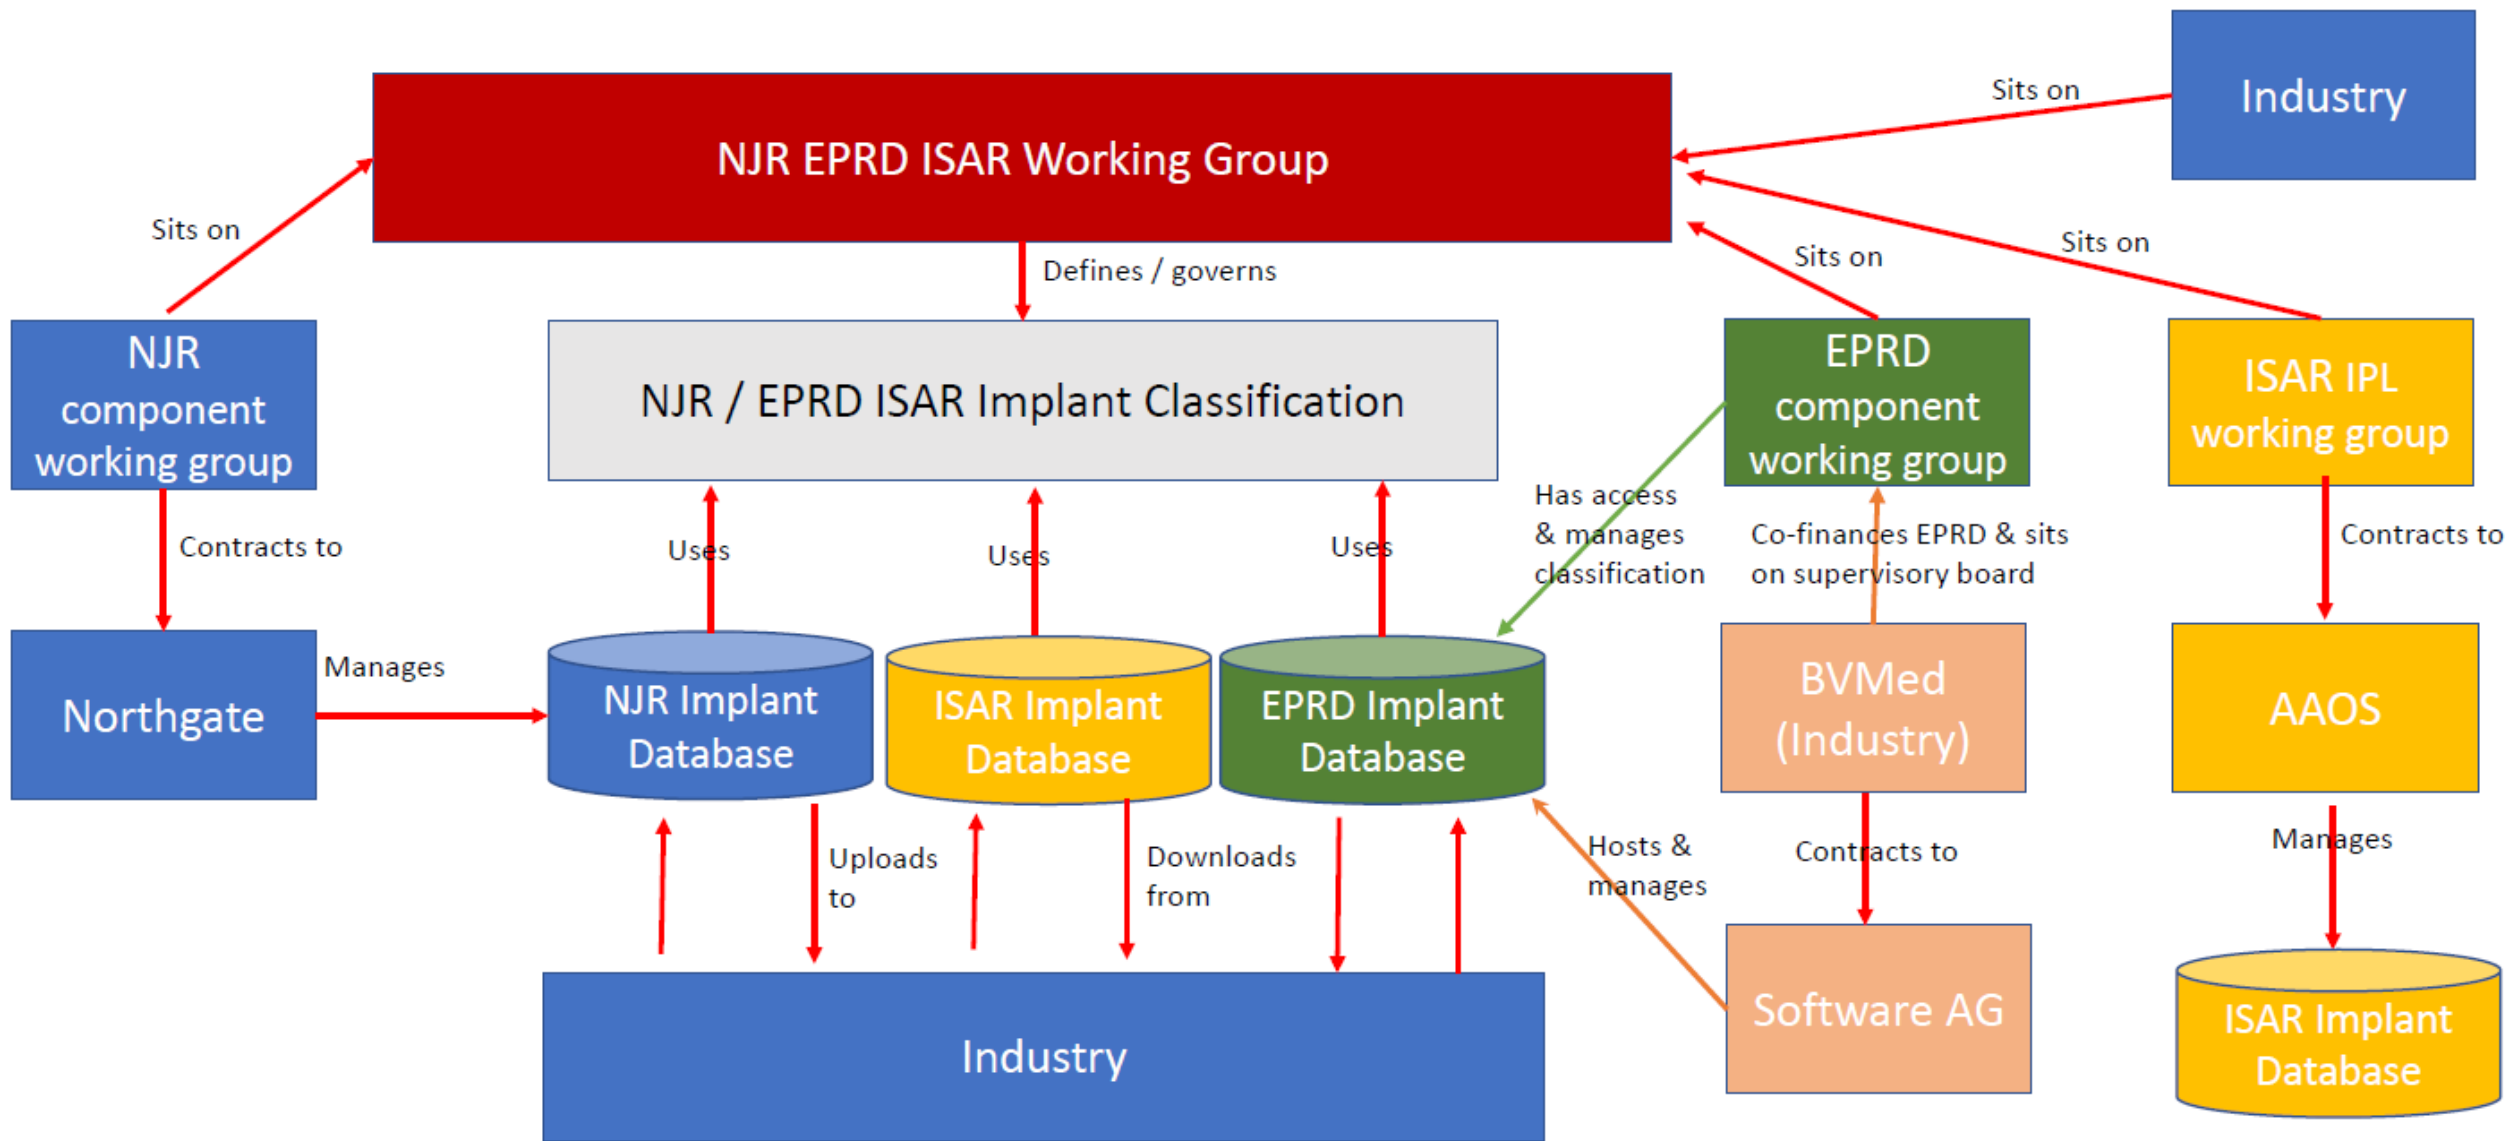 Industry
Sits on
NJR EPRD ISAR Working Group
Sits on
Sits on
Sits on
Defines / governs
NJR
component
working group
NJR / EPRD ISAR Implant Classification
EPRD
component
working group
ISAR IPL
working group
Contracts to
Uses
Uses
Uses
Has access
& manages
classification
Co-finances EPRD & sits
on supervisory board
Contracts to
Northgate
Manages
NJR Implant
Database
ISAR Implant
Database
EPRD Implant
Database
BVMed
(Industry)
AAOS
Uploads
to
Downloads
from
Hosts &
manages
Contracts to
Manages
Industry
Software AG
ISAR Implant
Database